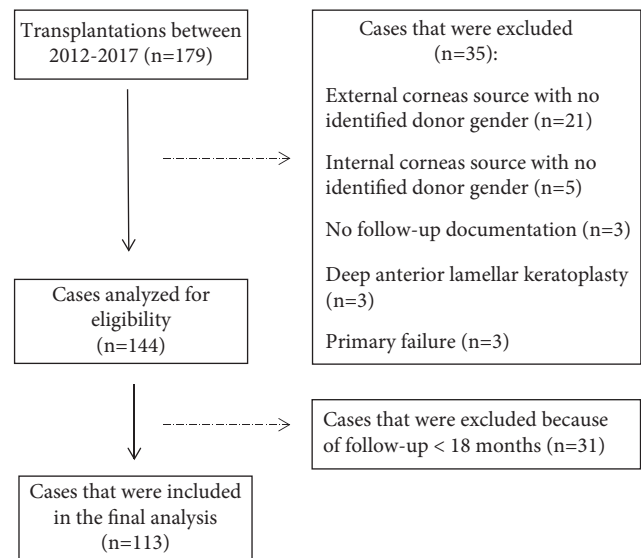 Transplantations between
2012-2017 (n=179)
Cases that were excluded
(n=35):
External corneas source with no
identified donor gender (n=21)
Internal corneas source with no
identified donor gender (n=5)
No follow-up documentation (n=3)
Deep anterior lamellar keratoplasty
(n=3)
Primary failure (n=3)
Cases analyzed for
eligibility
(n=144)
Cases that were excluded because
of follow-up < 18 months (n=31)
Cases that were included
in the final analysis
(n=113)